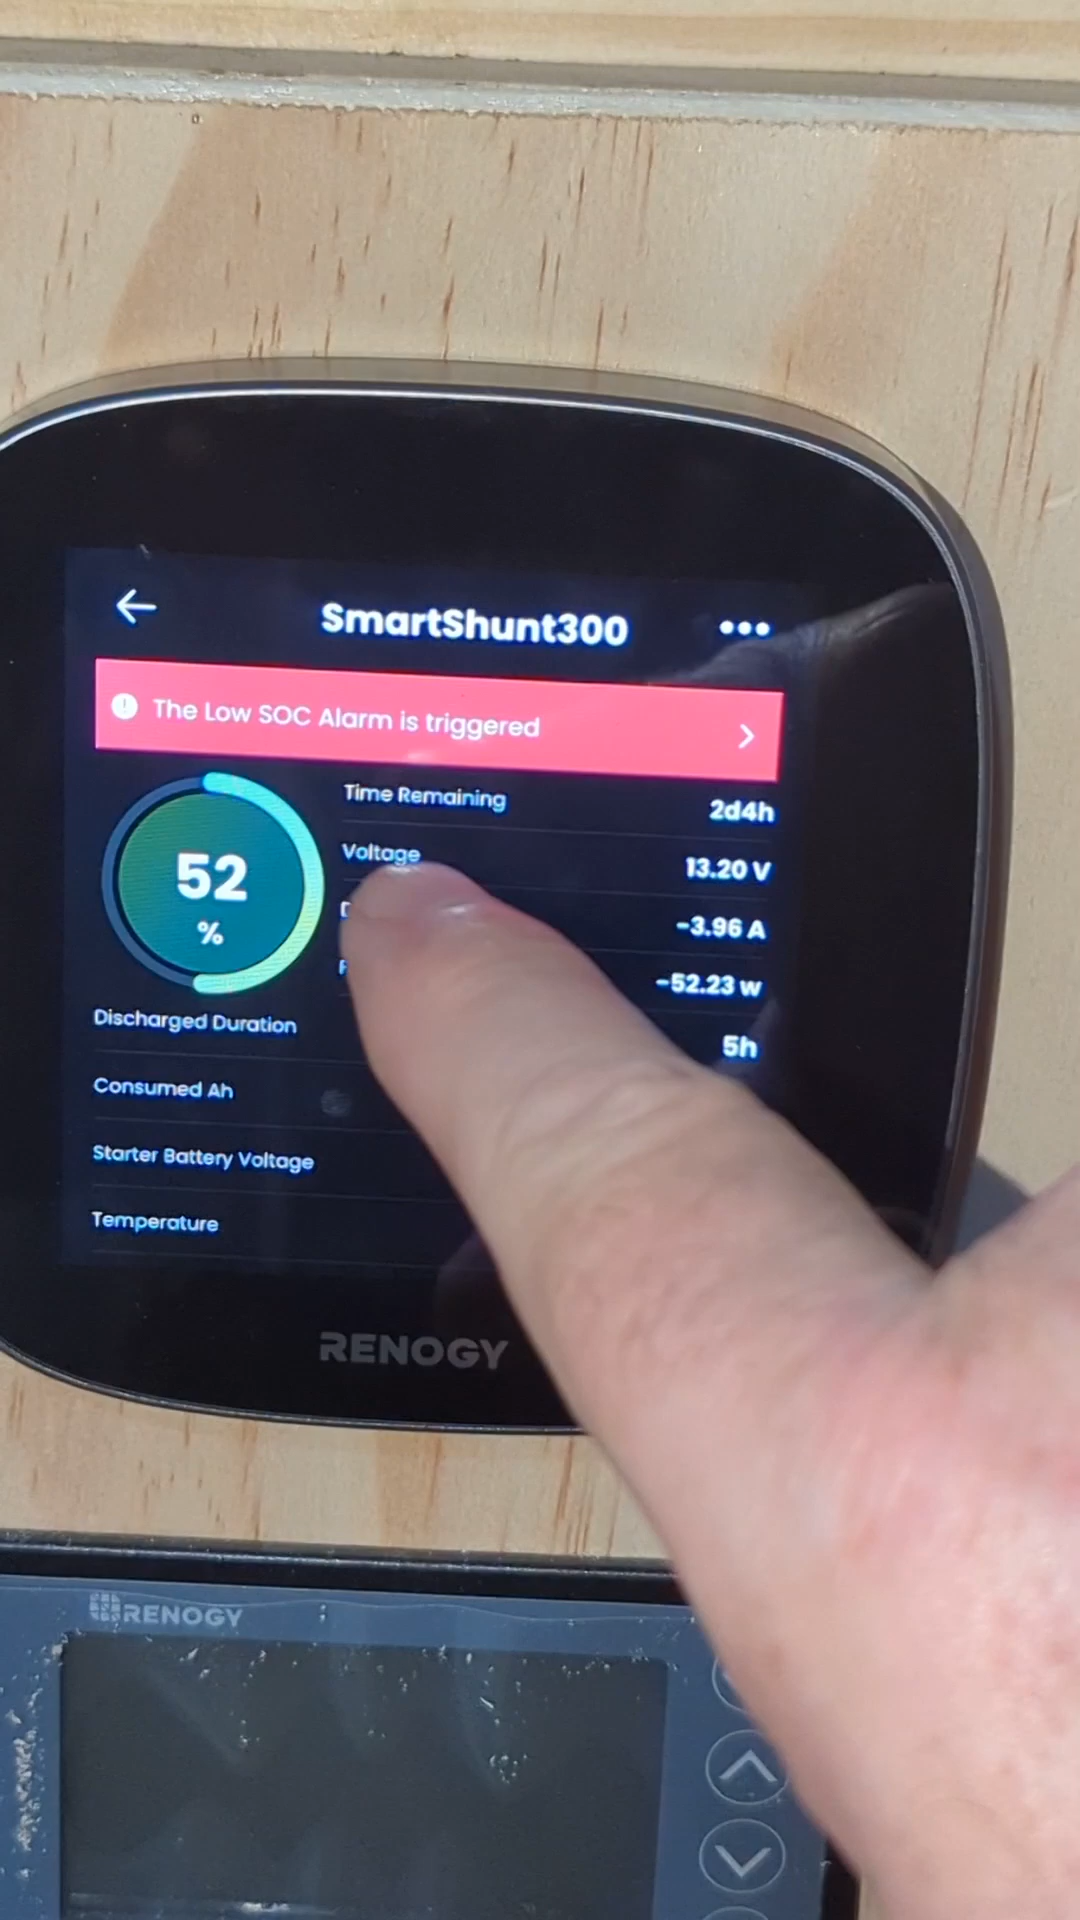 SmartShunt300
The Low SOC Alarm is triggered
52
%
Time Remaining 2d4h
Voltage 13.20 V
-3.96 A
-52.23 w
Discharged Duration 5h
Consumed Ah
Starter Battery Voltage
Temperature
RENOGY
RENOGY